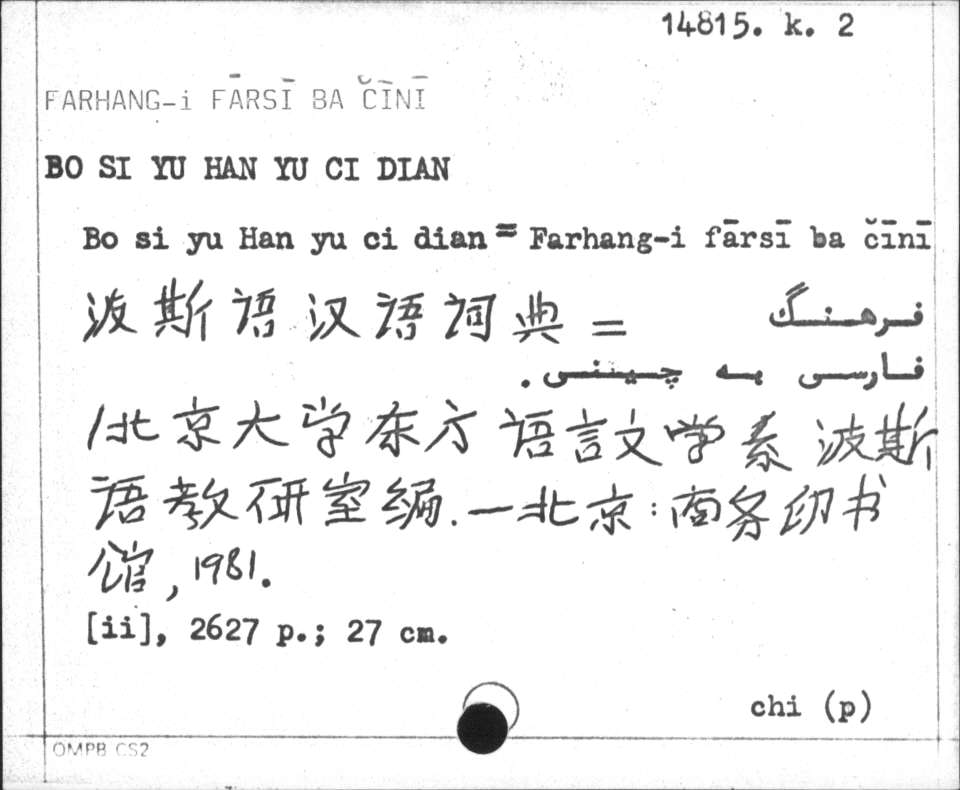 14815. k. 2
FARHANG-i FĀRSĪ BA ČĪNĪ
BO SI YU HAN YU CI DIAN
Bo si yu Han yu ci dian = Farhang-i fārsī ba čīnī
波斯语汉语词典 = فرهنگ
فارسی به چینی.
/北京大学东方语言文学系波斯
语教研室编.—北京:商务印书
馆, 1981.
[ii], 2627 p.; 27 cm.
chi (p)
OMPB CS2